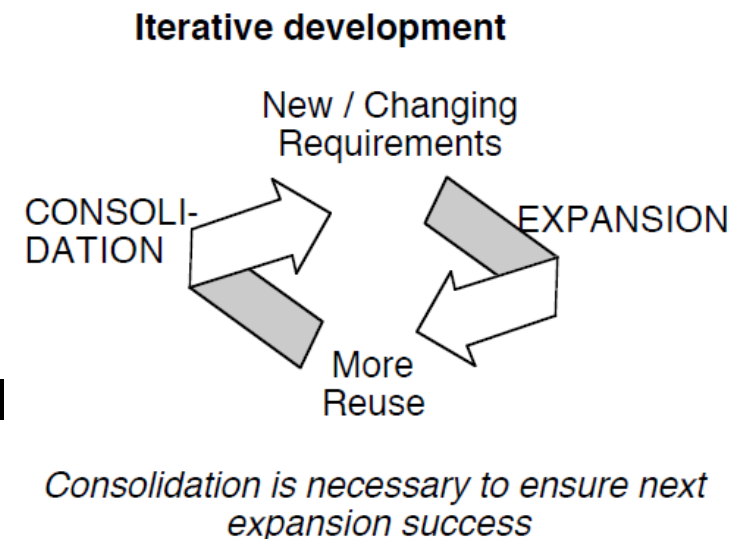 Iterative development
New / Changing
Requirements
CONSOLI-
DATION
EXPANSION
More
Reuse
Consolidation is necessary to ensure next
expansion success